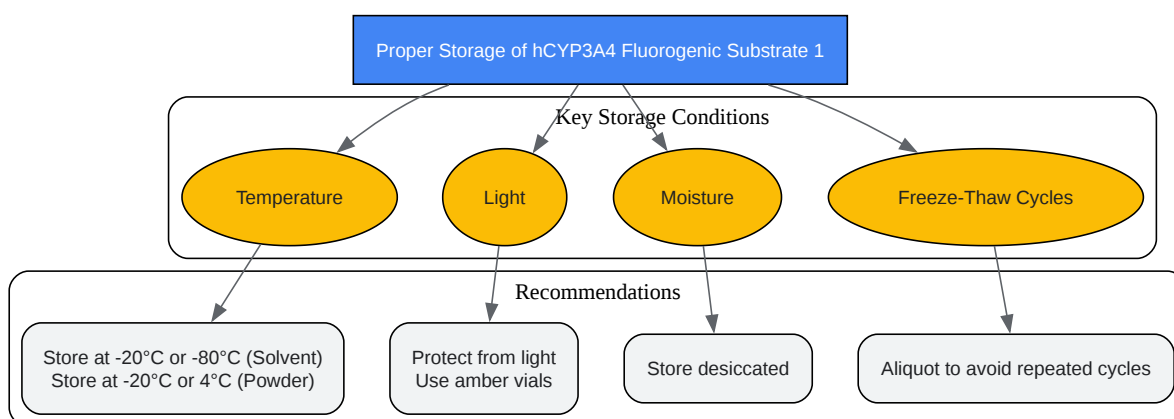 Proper Storage of hCYP3A4 Fluorogenic Substrate 1
Key Storage Conditions
Temperature
Light
Moisture
Freeze-Thaw Cycles
Recommendations
Store at -20°C or -80°C (Solvent)
Store at -20°C or 4°C (Powder)
Protect from light
Use amber vials
Store desiccated
Aliquot to avoid repeated cycles